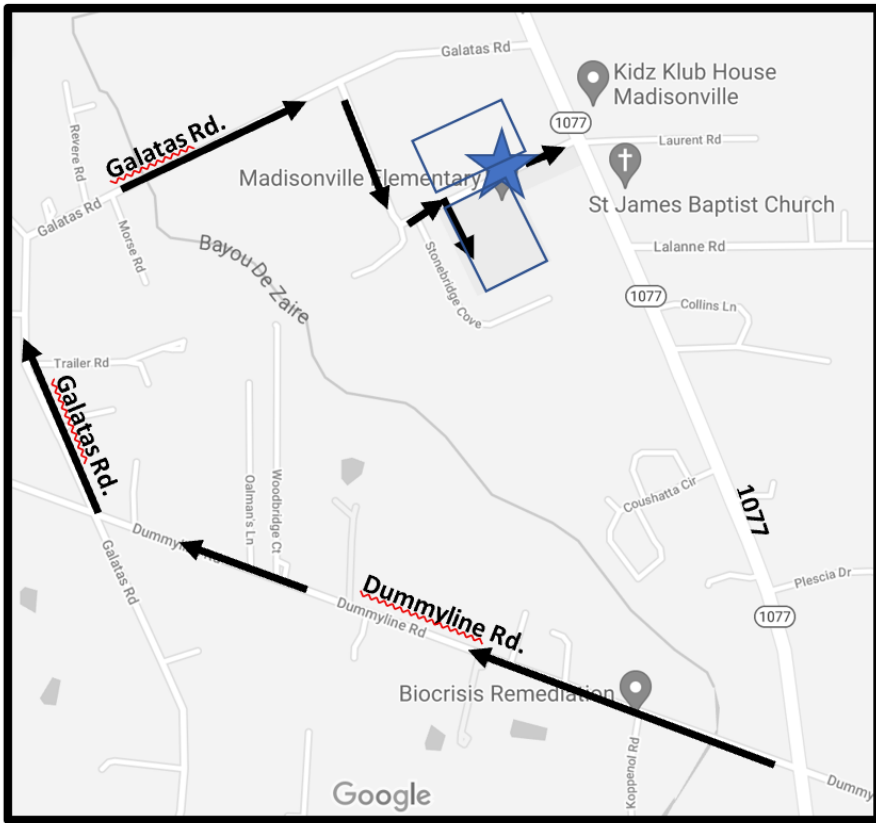 Galatas Rd
Kidz Klub House
Madisonville
1077
Galatas Rd.
Revere Rd
Laurent Rd
Madisonville Elementary
St James Baptist Church
Galatas Rd
Morse Rd
Bayou De Zaire
Stonebridge Cove
Lalanne Rd
1077
Collins Ln
Trailer Rd
Galatas Rd.
Oalman's Ln
Woodbridge Ct
Coushatta Cir
1077
Dummyline Rd
Galatas Rd
Plescia Dr
Dummyline Rd.
Dummyline Rd
1077
Biocrisis Remediation
Koppenol Rd
Dummy
Google